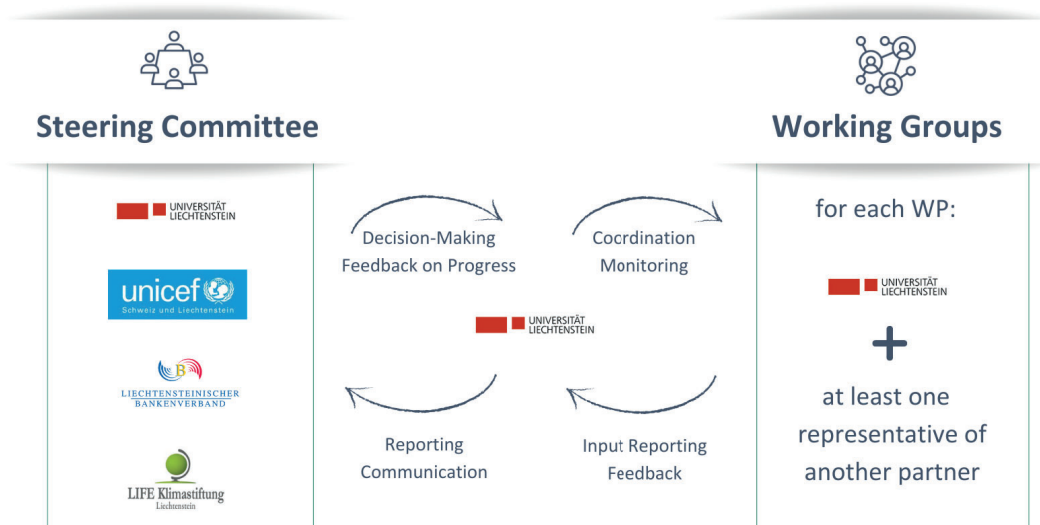 Steering Committee
Working Groups
UNIVERSITÄT
LIECHTENSTEIN
unicef
Schweiz und Liechtenstein
B
LIECHTENSTEINISCHER
BANKENVERBAND
LIFE Klimastiftung
Liechtenstein
Decision-Making
Feedback on Progress
Coordination
Monitoring
UNIVERSITÄT
LIECHTENSTEIN
Reporting
Communication
Input Reporting
Feedback
for each WP:
UNIVERSITÄT
LIECHTENSTEIN
+
at least one
representative of
another partner